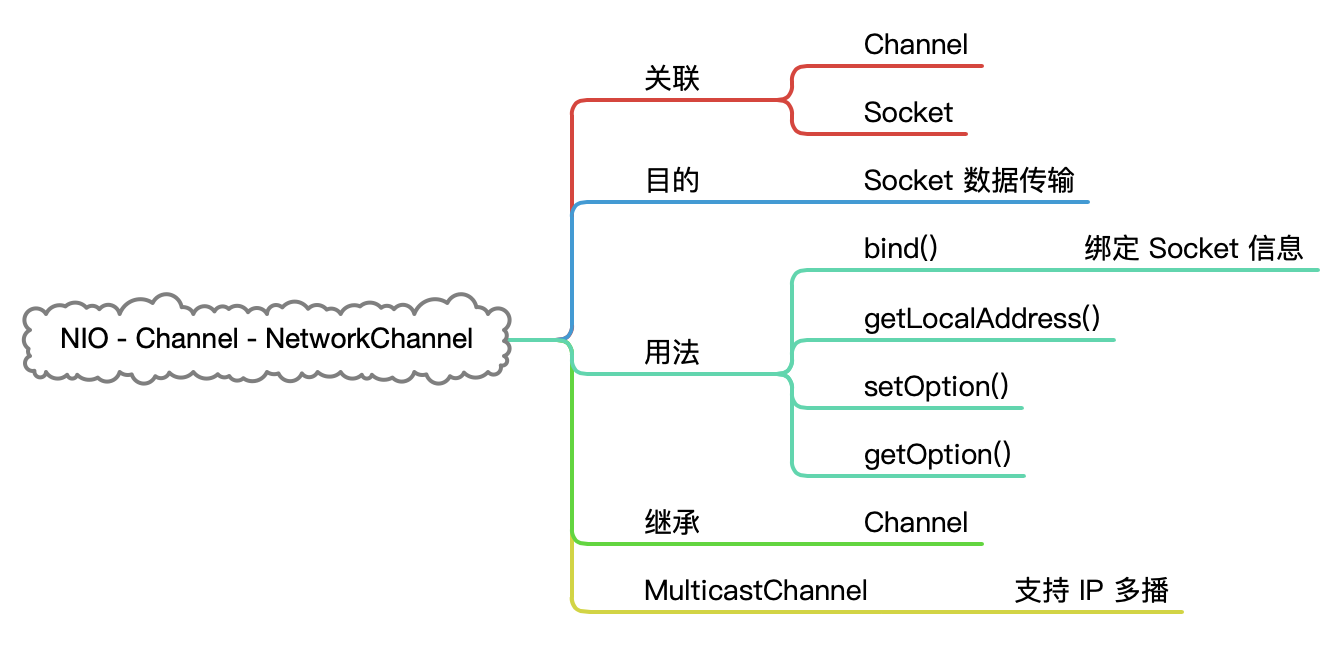 NIO - Channel - NetworkChannel
关联
Channel
Socket
目的
Socket 数据传输
用法
bind()
绑定 Socket 信息
getLocalAddress()
setOption()
getOption()
继承
Channel
MulticastChannel
支持 IP 多播